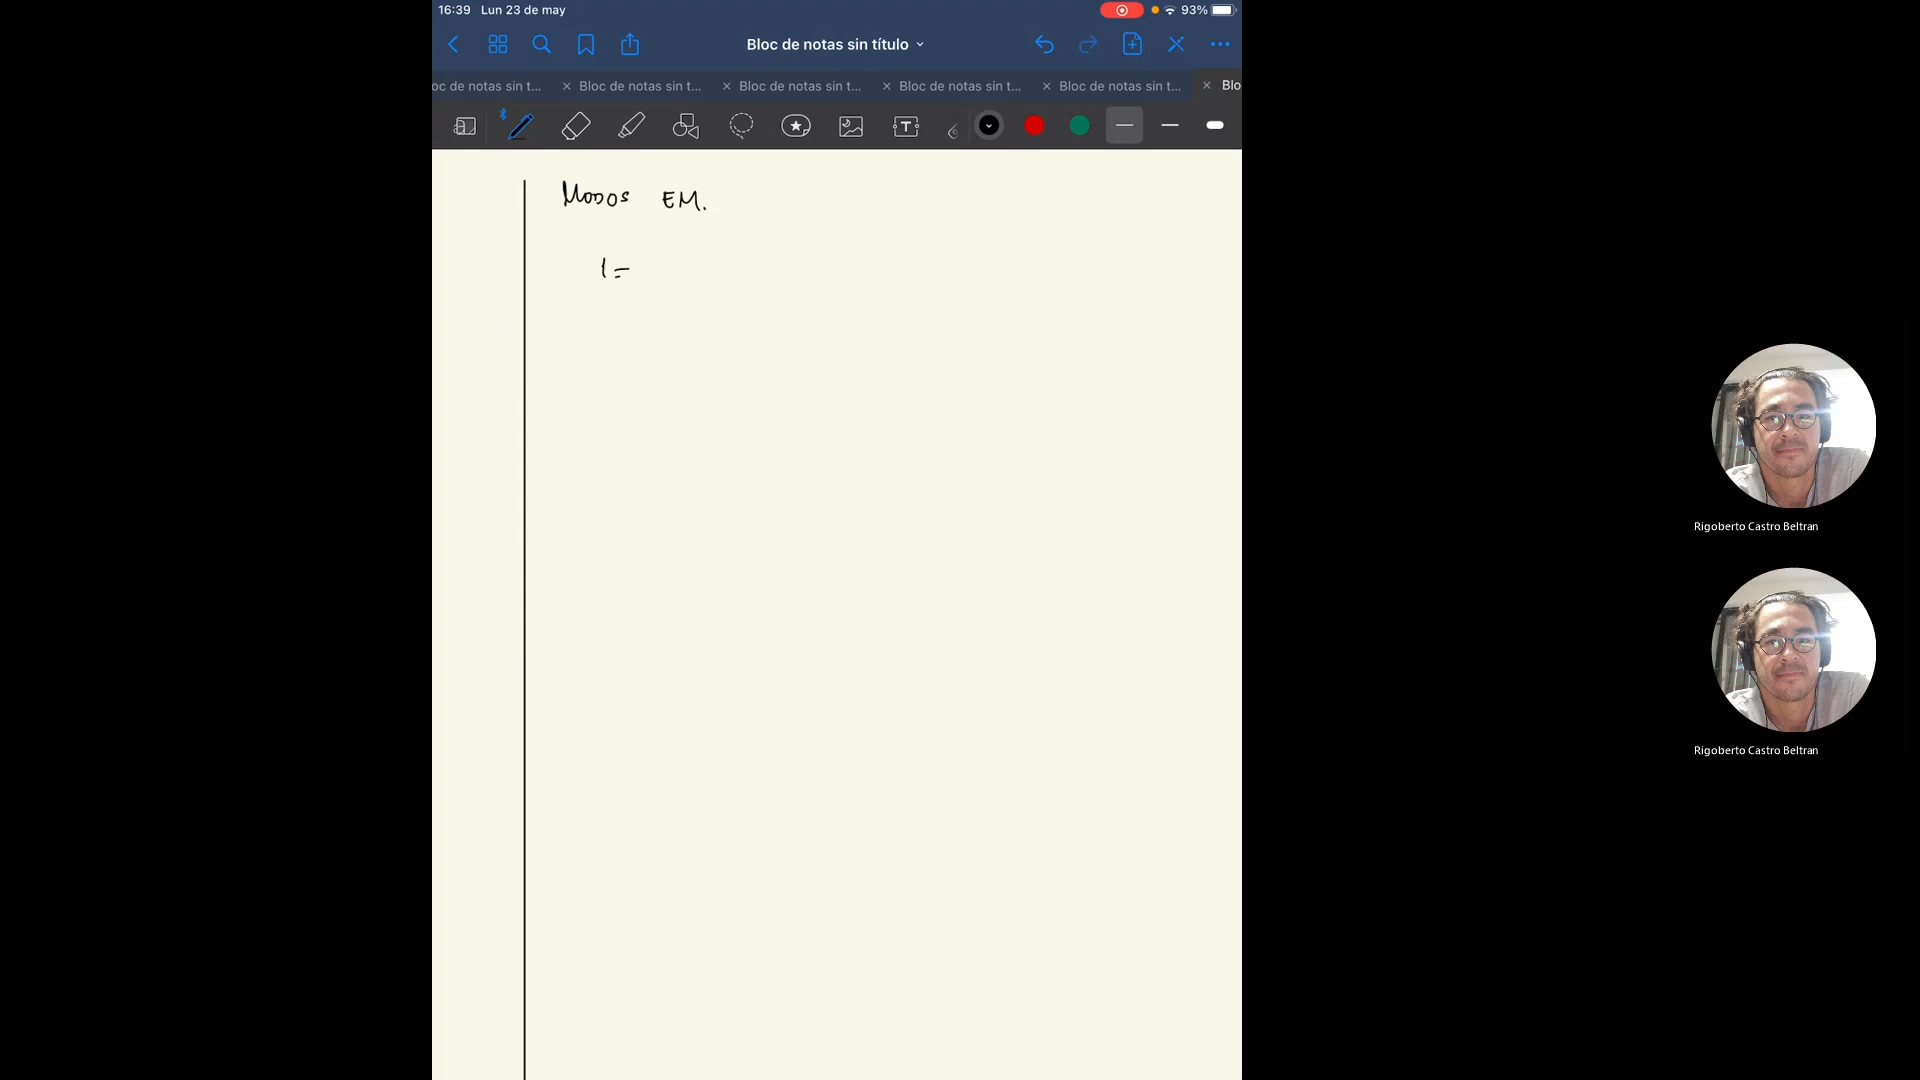 16:39 Lun 23 de may 93%
Bloc de notas sin título
oc de notas sin t... Bloc de notas sin t... Bloc de notas sin t... Bloc de notas sin t... Bloc de notas sin t... Blo
T
Modos EM.
1=
Rigoberto Castro Beltran
Rigoberto Castro Beltran